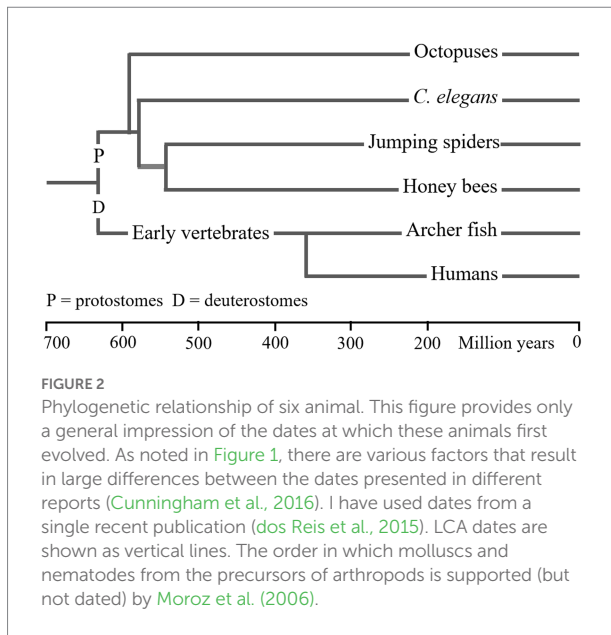 Octopuses
C. elegans
Jumping spiders
P
Honey bees
D
Early vertebrates
Archer fish
Humans
P = protostomes D = deuterostomes
700 600 500 400 300 200 Million years 0
FIGURE 2
Phylogenetic relationship of six animal. This figure provides only
a general impression of the dates at which these animals first
evolved. As noted in Figure 1, there are various factors that result
in large differences between the dates presented in different
reports (Cunningham et al., 2016). I have used dates from a
single recent publication (dos Reis et al., 2015). LCA dates are
shown as vertical lines. The order in which molluscs and
nematodes from the precursors of arthropods is supported (but
not dated) by Moroz et al. (2006).